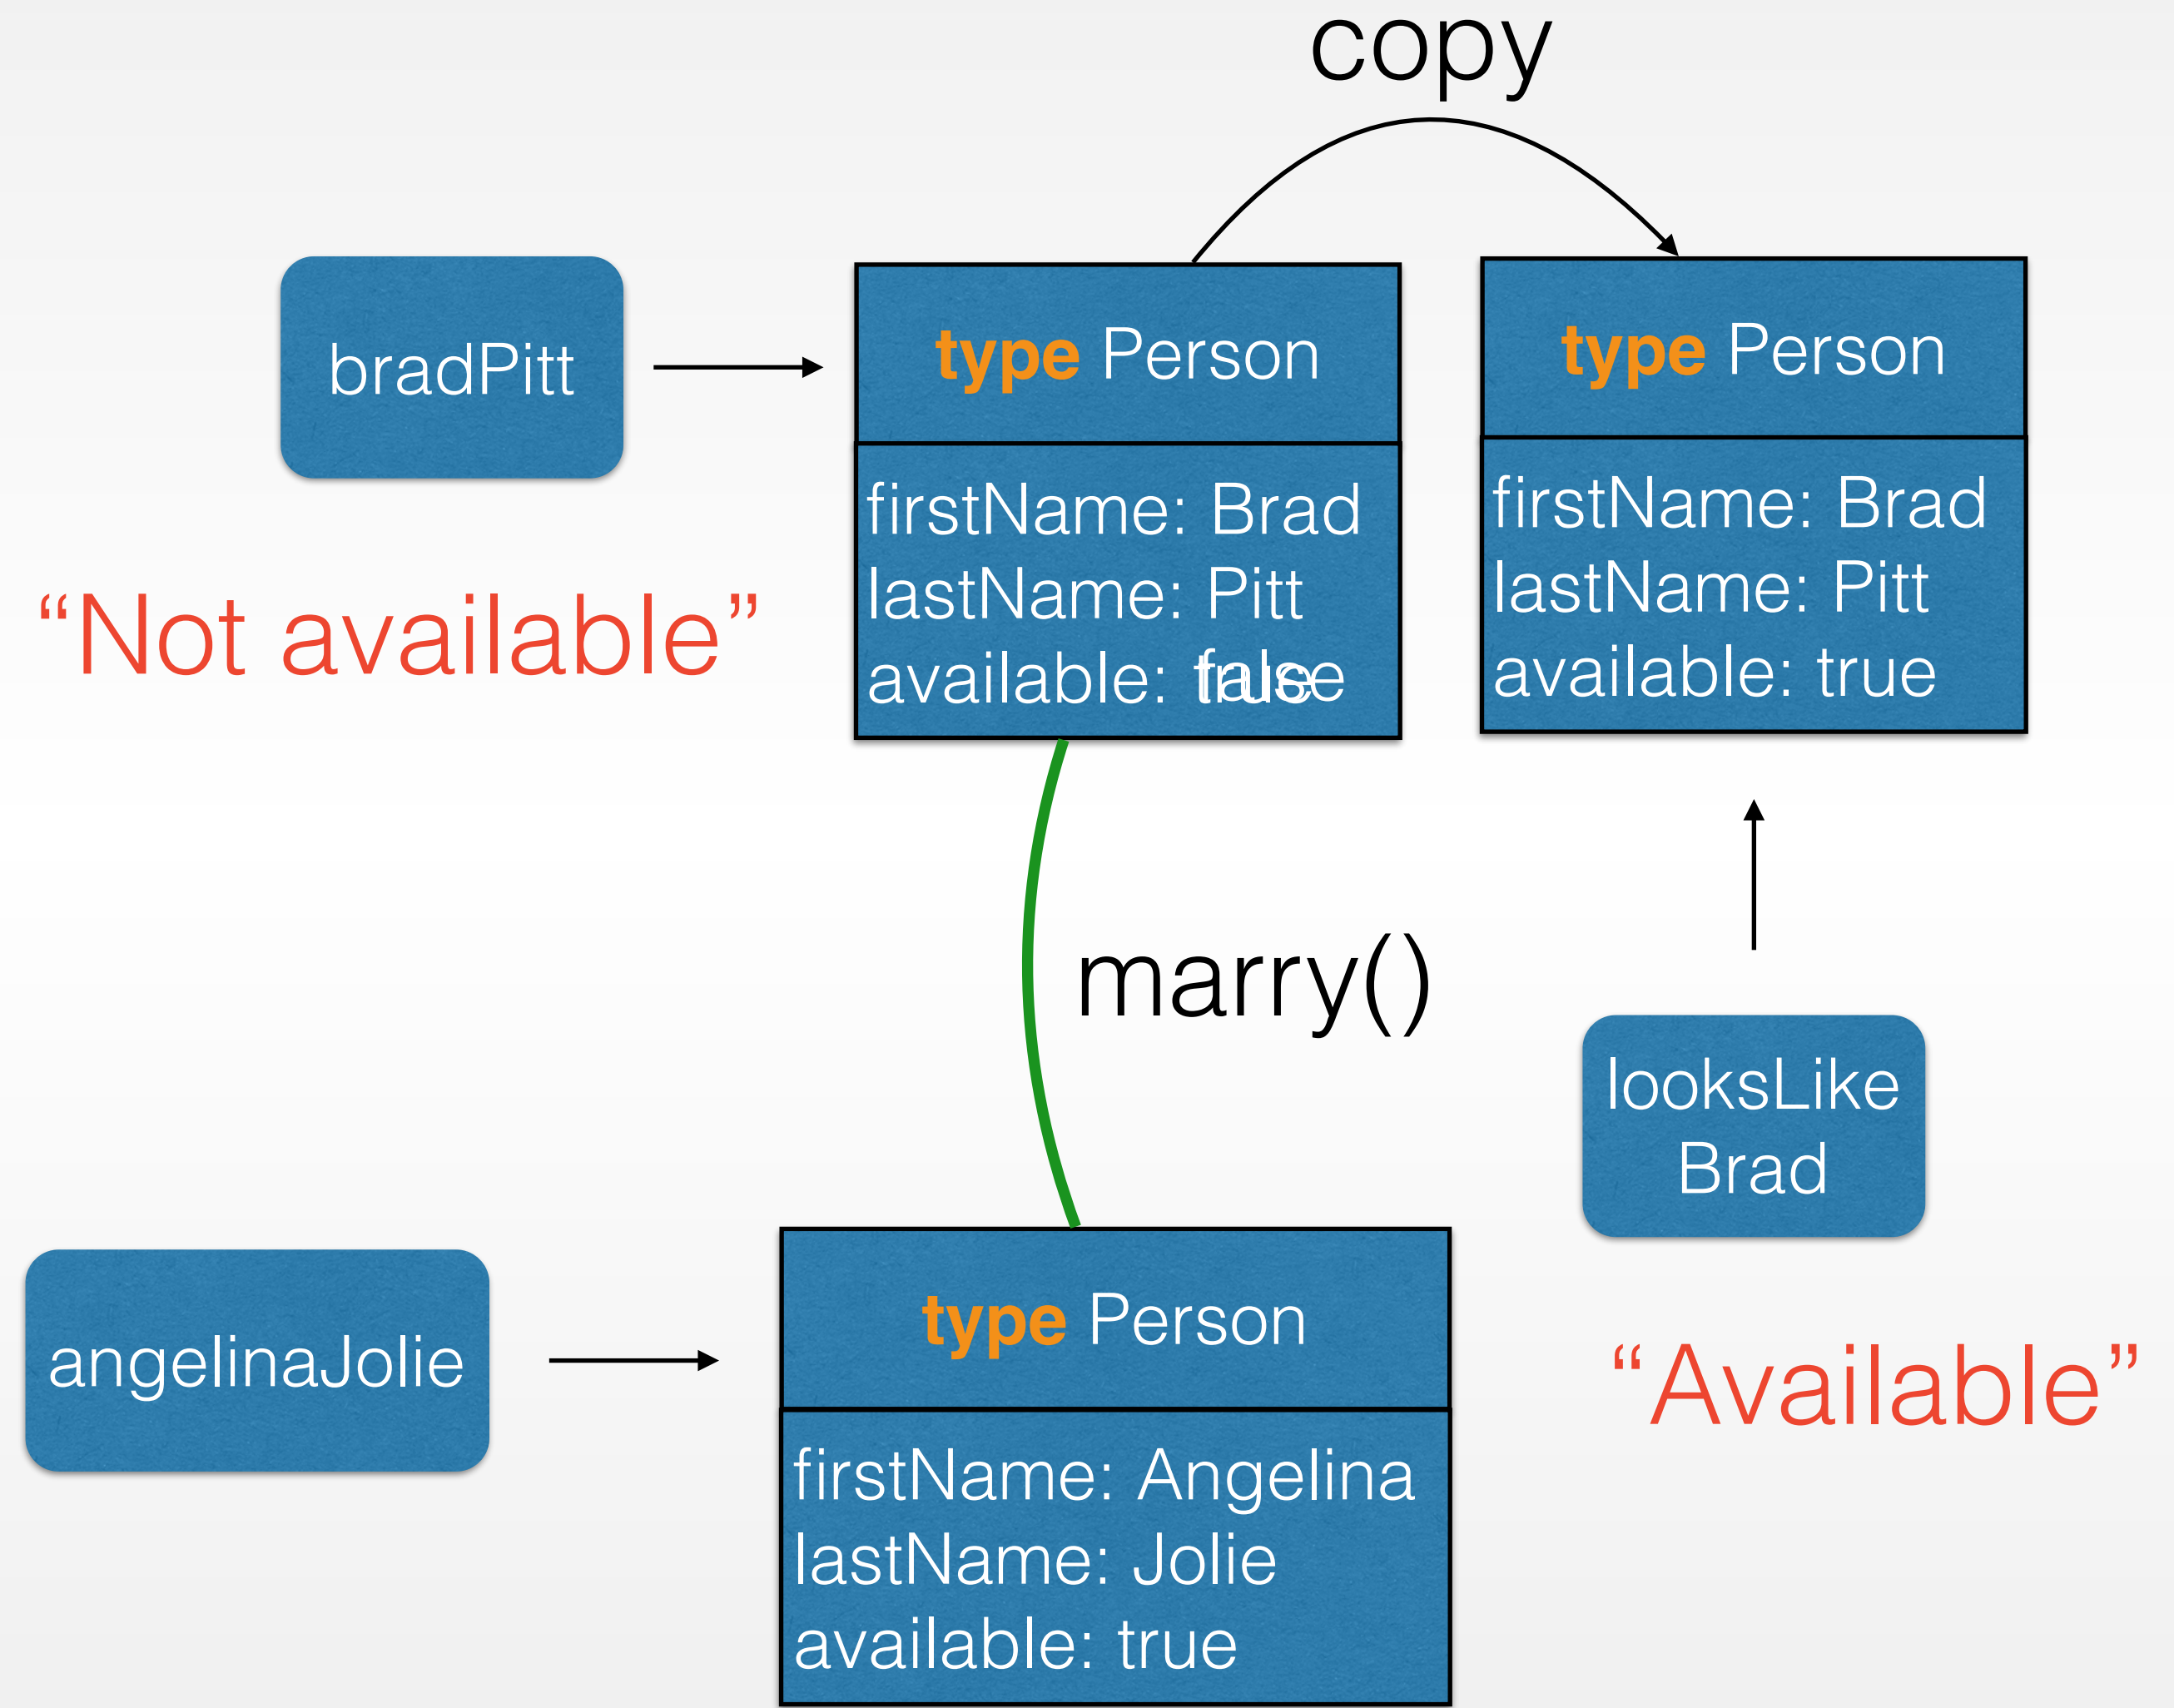 copy
bradPitt
type Person
firstName: Brad
lastName: Pitt
available:
type Person
firstName: Brad
lastName: Pitt
available: true
“Not available”
marry()
looksLike
Brad
angelinaJolie
type Person
firstName: Angelina
lastName: Jolie
available: true
“Available”